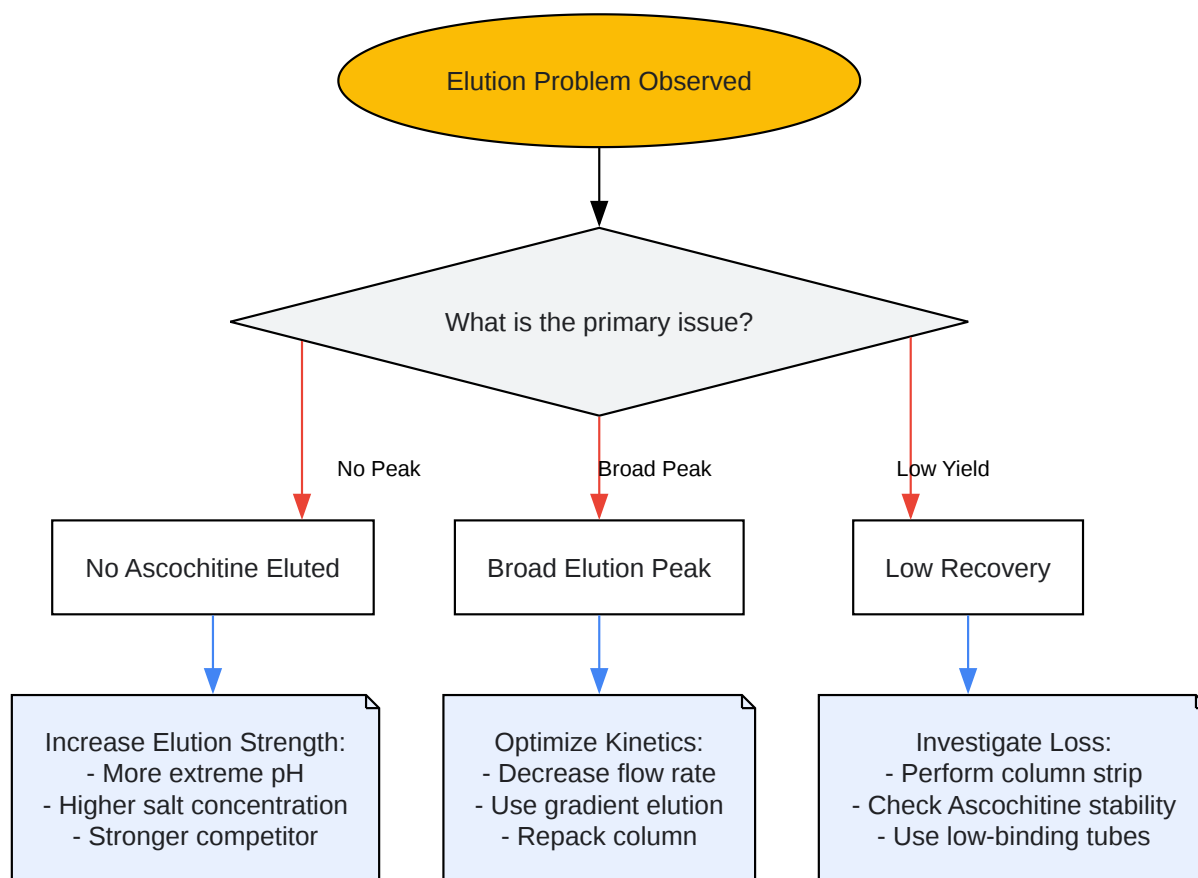 Elution Problem Observed
What is the primary issue?
No Peak
Broad Peak
Low Yield
No Ascochitine Eluted
Broad Elution Peak
Low Recovery
Increase Elution Strength:
- More extreme pH
- Higher salt concentration
- Stronger competitor
Optimize Kinetics:
- Decrease flow rate
- Use gradient elution
- Repack column
Investigate Loss:
- Perform column strip
- Check Ascochitine stability
- Use low-binding tubes